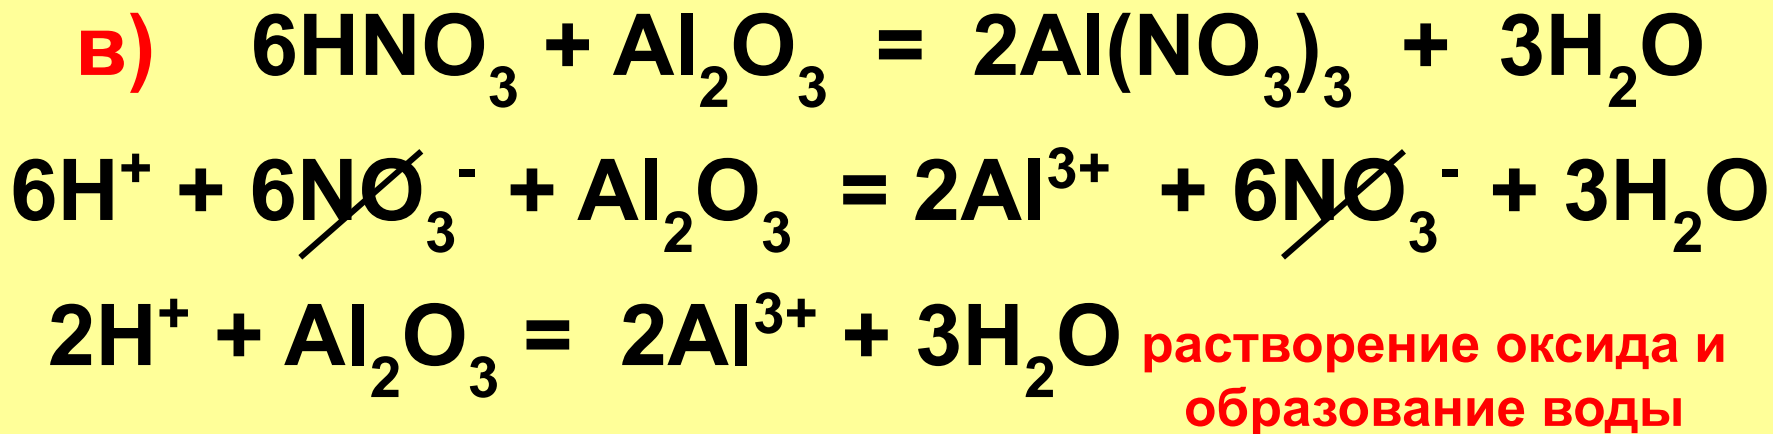 в) 6HNO₃ + Al₂O₃ = 2Al(NO₃)₃ + 3H₂O
6H⁺ + 6NO₃⁻ + Al₂O₃ = 2Al³⁺ + 6NO₃⁻ + 3H₂O
2H⁺ + Al₂O₃ = 2Al³⁺ + 3H₂O растворение оксида и
образование воды